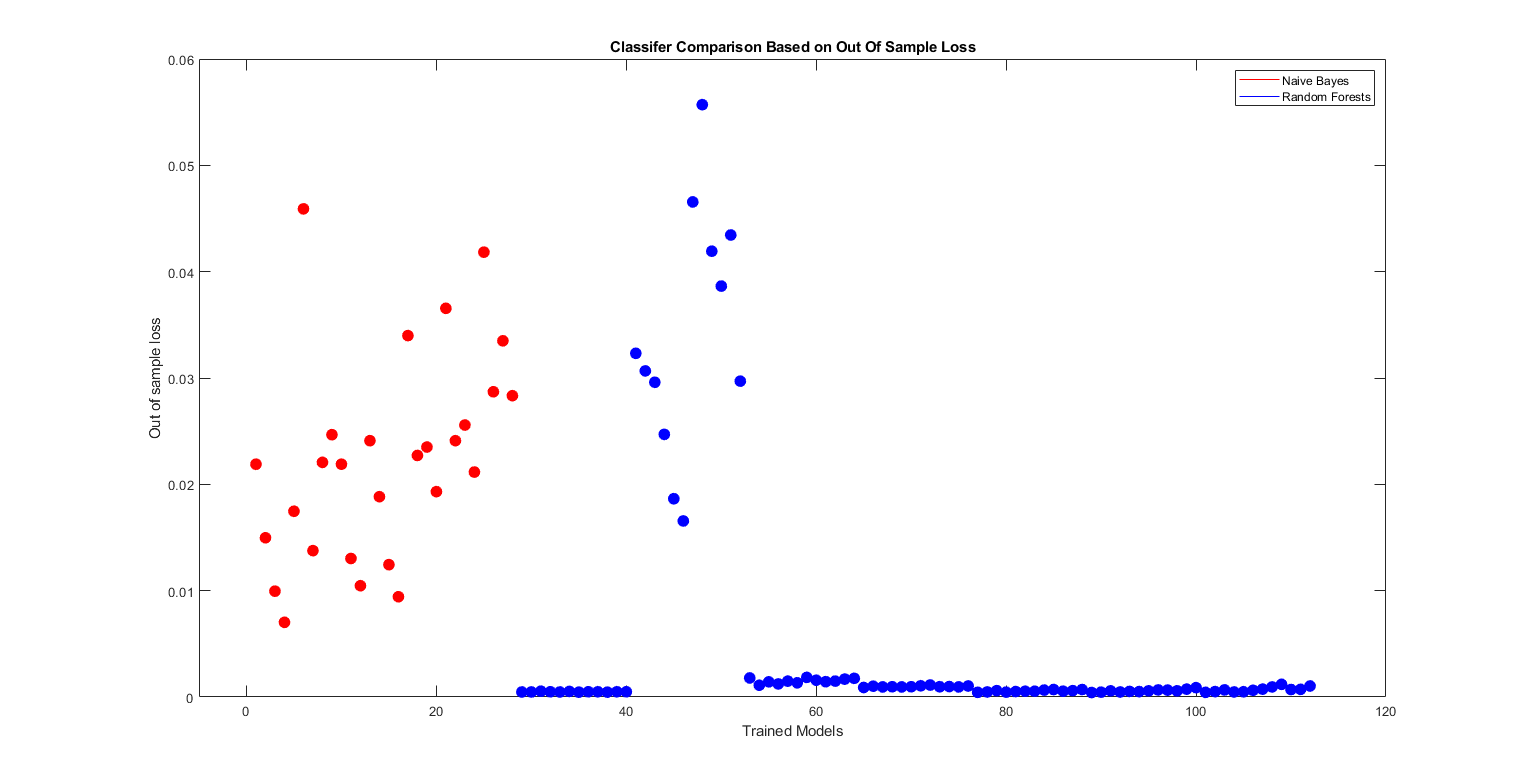 Classifer Comparison Based on Out Of Sample Loss
Naive Bayes
Random Forests
0.06
0.05
0.04
0.03
0.02
0.01
0
Out of sample loss
0 20 40 60 80 100 120
Trained Models